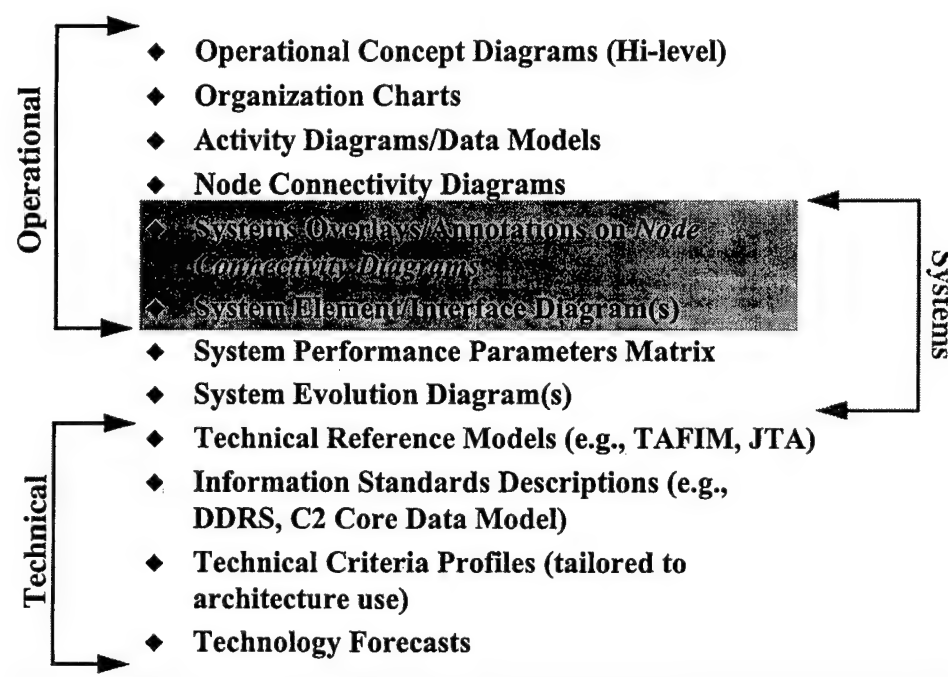 Operational
◆ Operational Concept Diagrams (Hi-level)
◆ Organization Charts
◆ Activity Diagrams/Data Models
◆ Node Connectivity Diagrams
◇ Systems Overlays/Annotations on Node
Connectivity Diagrams
◇ System Element/Interface Diagram(s)
◆ System Performance Parameters Matrix
◆ System Evolution Diagram(s)
Systems
Technical
◆ Technical Reference Models (e.g., TAFIM, JTA)
◆ Information Standards Descriptions (e.g.,
DDRS, C2 Core Data Model)
◆ Technical Criteria Profiles (tailored to
architecture use)
◆ Technology Forecasts